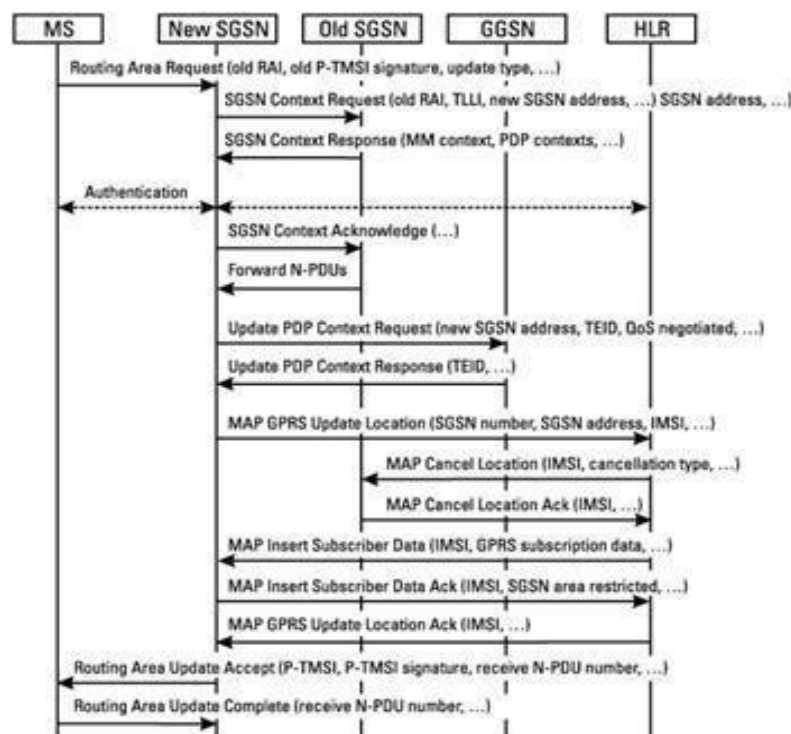 MS New SGSN Old SGSN GGSN HLR
Routing Area Request (old RAI, old P-TMSI signature, update type, ...)
SGSN Context Request (old RAI, TLLI, new SGSN address, ...) SGSN address, ...)
SGSN Context Response (MM context, PDP contexts, ...)
Authentication
SGSN Context Acknowledge (...)
Forward N-PDUs
Update PDP Context Request (new SGSN address, TEID, QoS negotiated, ...)
Update PDP Context Response (TEID, ...)
MAP GPRS Update Location (SGSN number, SGSN address, IMSI, ...)
MAP Cancel Location (IMSI, cancellation type, ...)
MAP Cancel Location Ack (IMSI, ...)
MAP Insert Subscriber Data (IMSI, GPRS subscription data, ...)
MAP Insert Subscriber Data Ack (IMSI, SGSN area restricted, ...)
MAP GPRS Update Location Ack (IMSI, ...)
Routing Area Update Accept (P-TMSI, P-TMSI signature, receive N-PDU number, ...)
Routing Area Update Complete (receive N-PDU number, ...)